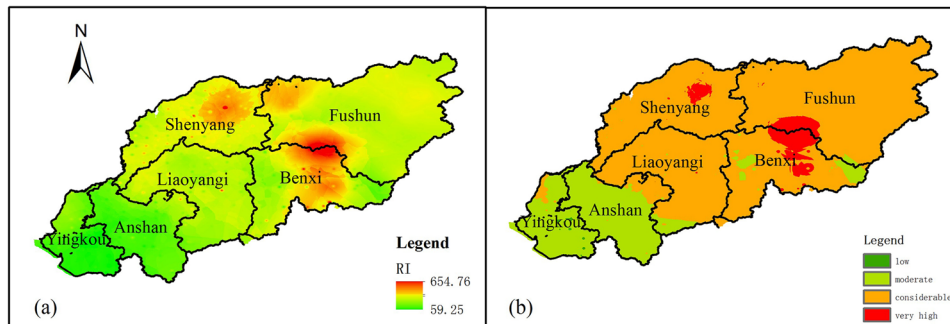 N
Shenyang
Fushun
Liaoyangi
Benxi
Anshan
Yingkou
Legend
RI
654.76
59.25
(a)
Shenyang
Fushun
Liaoyangi
Benxi
Anshan
Yingkou
Legend
low
moderate
considerable
very high
(b)